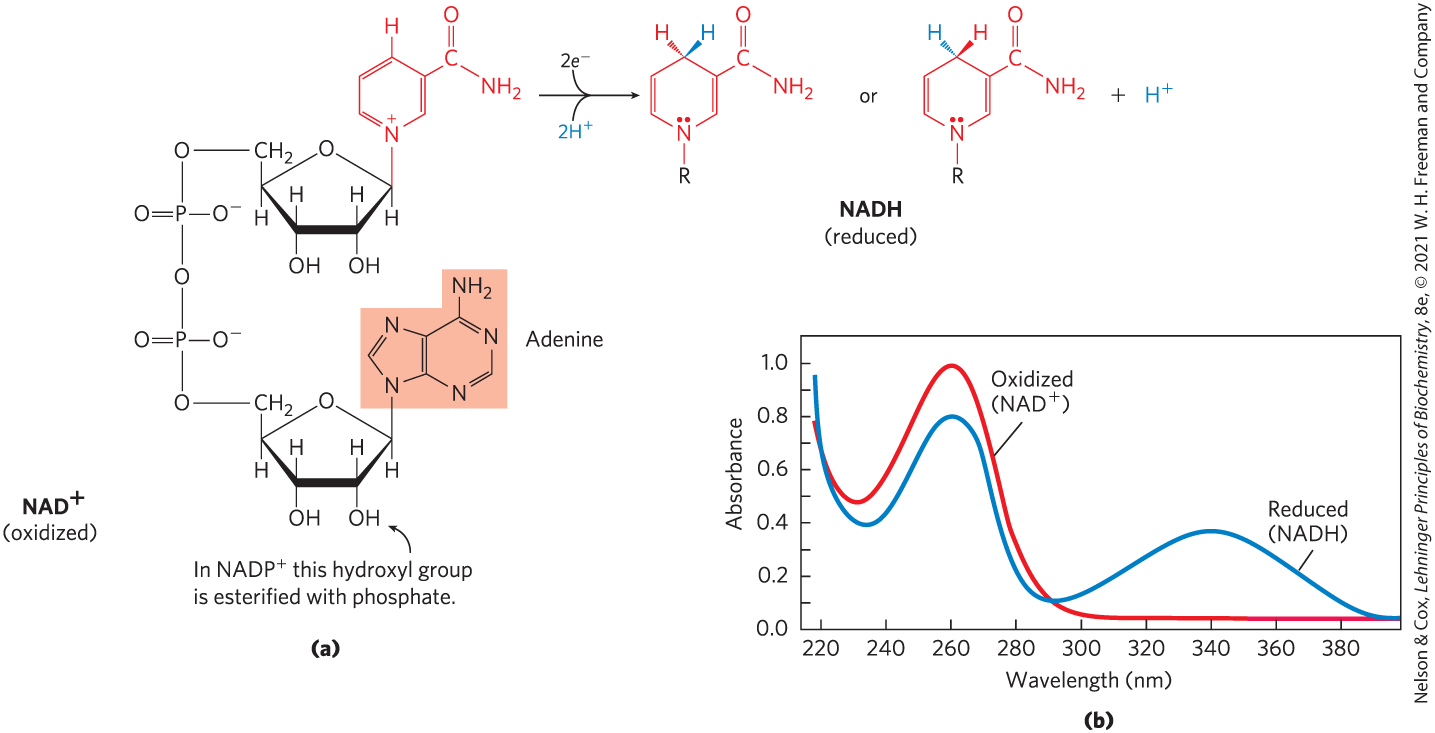 H
O
C
NH₂
N
+
2e⁻
2H⁺
H
H
O
C
NH₂
N
R
or
H
H
O
C
NH₂
N
R
+ H⁺
NADH
(reduced)
O
CH₂
O
H
H
H
H
O=P—O⁻
OH
OH
O
NH₂
N
N
N
N
Adenine
O=P—O⁻
O
CH₂
O
H
H
H
H
OH
OH
NAD⁺
(oxidized)
In NADP⁺ this hydroxyl group
is esterified with phosphate.
(a)
1.0
0.8
0.6
0.4
0.2
0.0
Absorbance
Oxidized
(NAD⁺)
Reduced
(NADH)
220 240 260 280 300 320 340 360 380
Wavelength (nm)
(b)
Nelson & Cox, Lehninger Principles of Biochemistry, 8e, © 2021 W. H. Freeman and Company